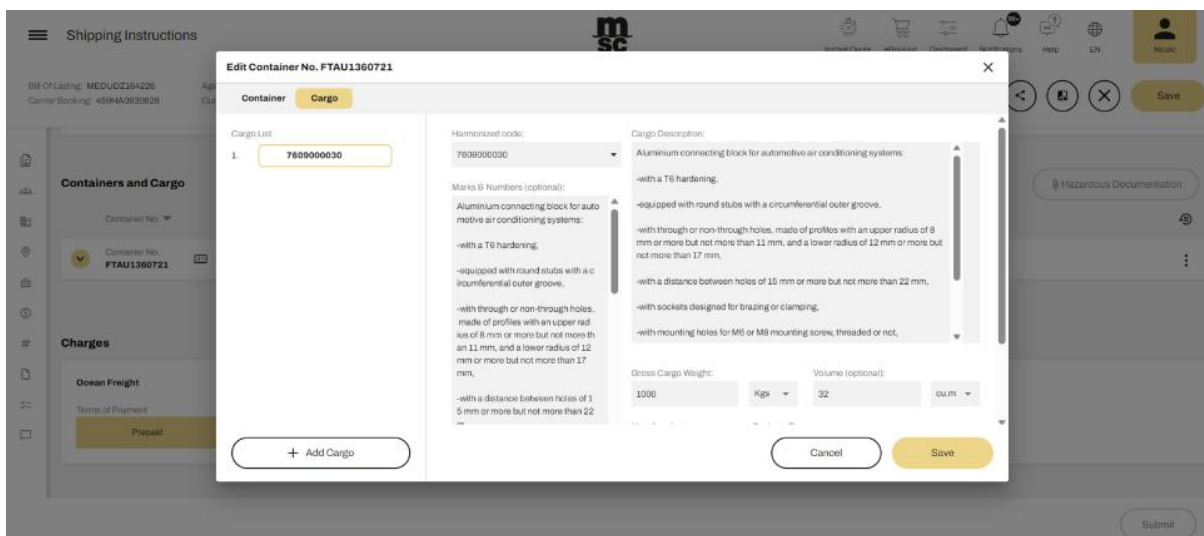 Shipping Instructions
msc
Instant Quote eBooking Dashboard Notifications Help EN Nicole
Bill Of Lading: MEDUDZ164226
Carrier Booking:
Save
Edit Container No. FTAU1360721
Container Cargo
Cargo List
1. 7609000030
+ Add Cargo
Harmonized code:
7609000030
Marks & Numbers (optional):
Aluminium connecting block for auto
motive air conditioning systems:
-with a T6 hardening,
-equipped with round stubs with a c
ircumferential outer groove,
-with through or non-through holes,
made of profiles with an upper rad
ius of 8 mm or more but not more th
an 11 mm, and a lower radius of 12
mm or more but not more than 17
mm,
-with a distance between holes of 1
5 mm or more but not more than 22
Cargo Description:
Aluminium connecting block for automotive air conditioning systems:
-with a T6 hardening,
-equipped with round stubs with a circumferential outer groove,
-with through or non-through holes, made of profiles with an upper radius of 8
mm or more but not more than 11 mm, and a lower radius of 12 mm or more but
not more than 17 mm,
-with a distance between holes of 15 mm or more but not more than 22 mm,
-with sockets designed for brazing or clamping,
-with mounting holes for M6 or M8 mounting screw, threaded or not,
Gross Cargo Weight:
1000 Kgs
Volume (optional):
32 cu.m
Cancel Save
Containers and Cargo
Hazardous Documentation
Container No.
Container No.:
FTAU1360721
Charges
Ocean Freight
Terms of Payment
Prepaid
Submit